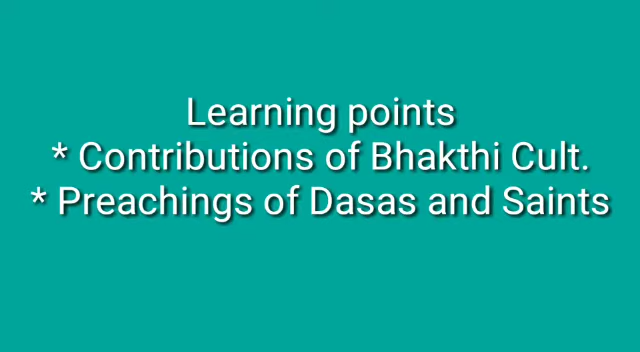 Learning points
* Contributions of Bhakthi Cult.
* Preachings of Dasas and Saints